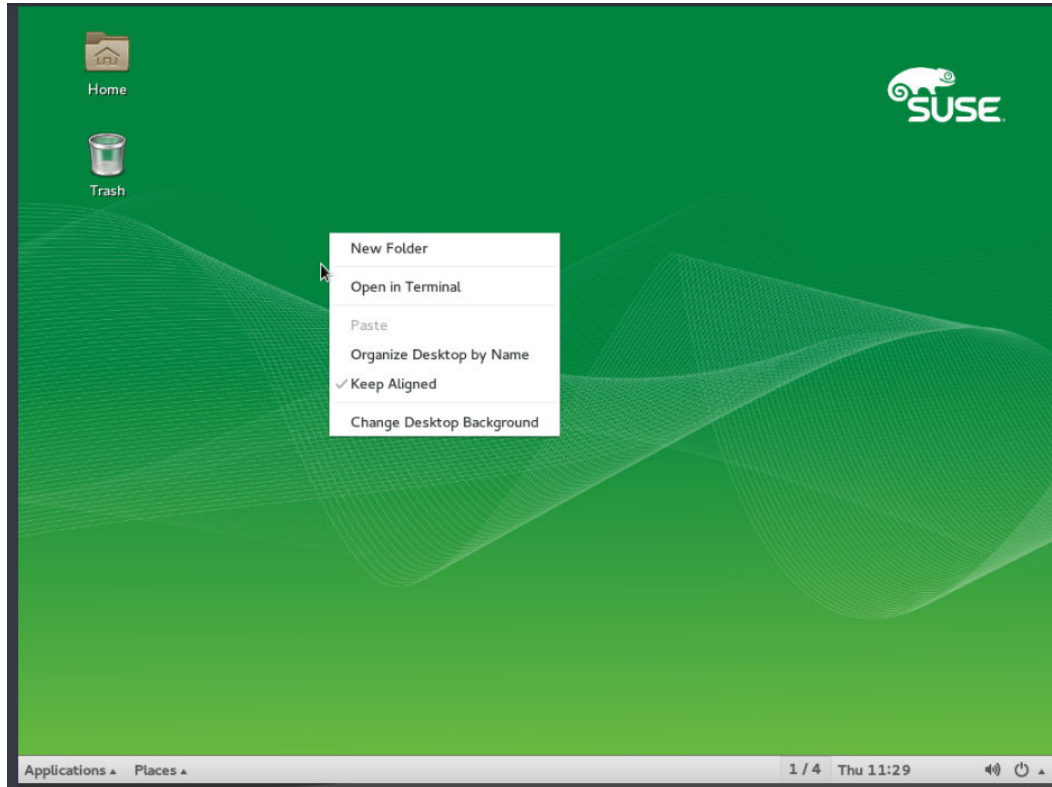 Home
SUSE
Trash
New Folder
Open in Terminal
Paste
Organize Desktop by Name
Keep Aligned
Change Desktop Background
Applications Places 1 / 4 Thu 11:29